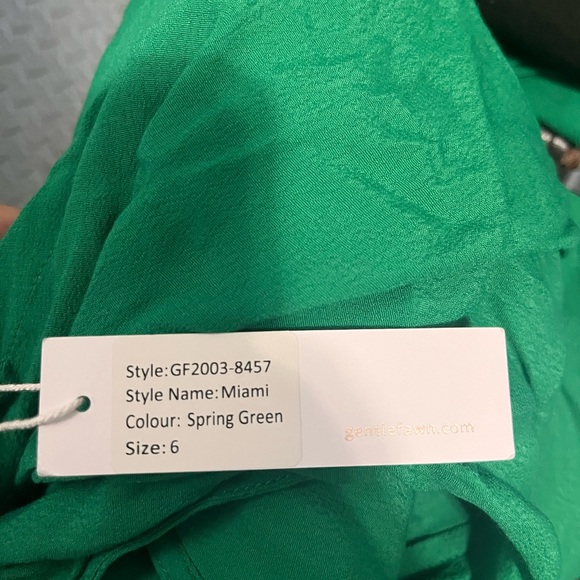 Style:GF2003-8457
Style Name:Miami
Colour: Spring Green
Size:6
gentlefawn.com